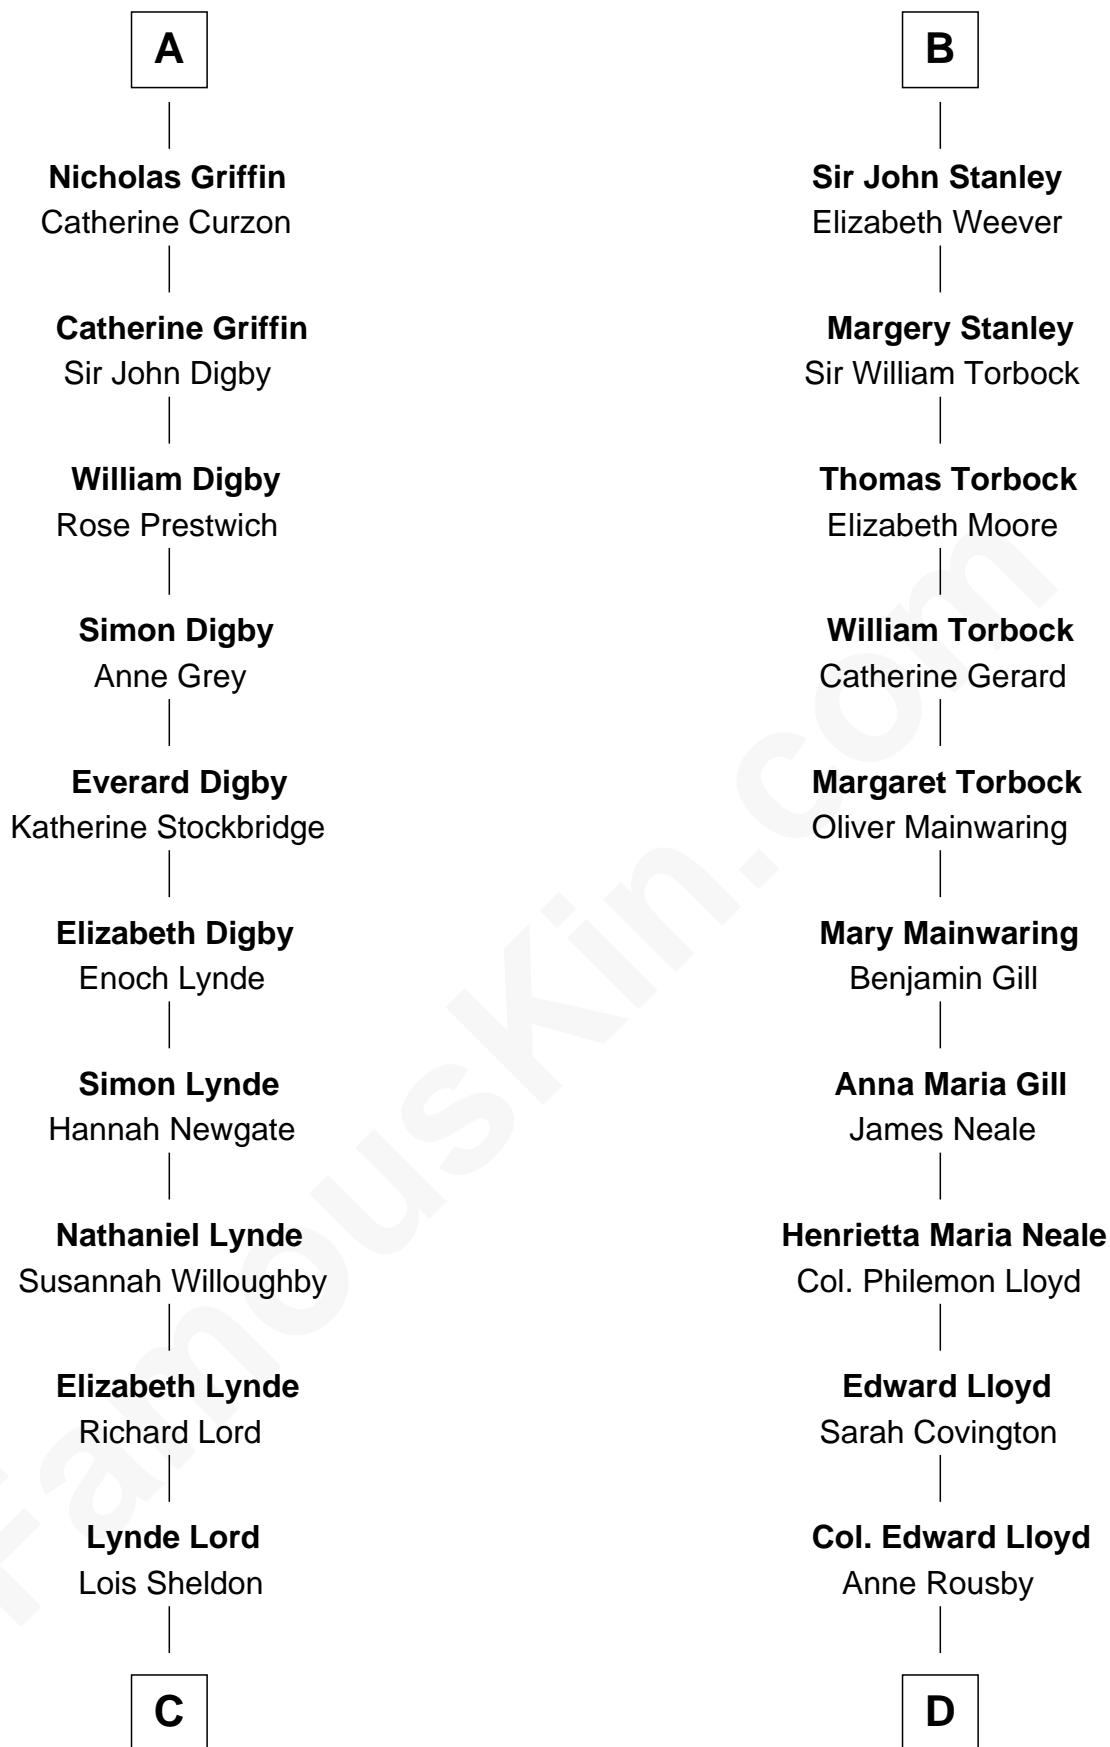 A
Nicholas Griffin
Catherine Curzon
Catherine Griffin
Sir John Digby
William Digby
Rose Prestwich
Simon Digby
Anne Grey
Everard Digby
Katherine Stockbridge
Elizabeth Digby
Enoch Lynde
Simon Lynde
Hannah Newgate
Nathaniel Lynde
Susannah Willoughby
Elizabeth Lynde
Richard Lord
Lynde Lord
Lois Sheldon
C
B
Sir John Stanley
Elizabeth Weever
Margery Stanley
Sir William Torbock
Thomas Torbock
Elizabeth Moore
William Torbock
Catherine Gerard
Margaret Torbock
Oliver Mainwaring
Mary Mainwaring
Benjamin Gill
Anna Maria Gill
James Neale
Henrietta Maria Neale
Col. Philemon Lloyd
Edward Lloyd
Sarah Covington
Col. Edward Lloyd
Anne Rousby
D
FamousKin.com